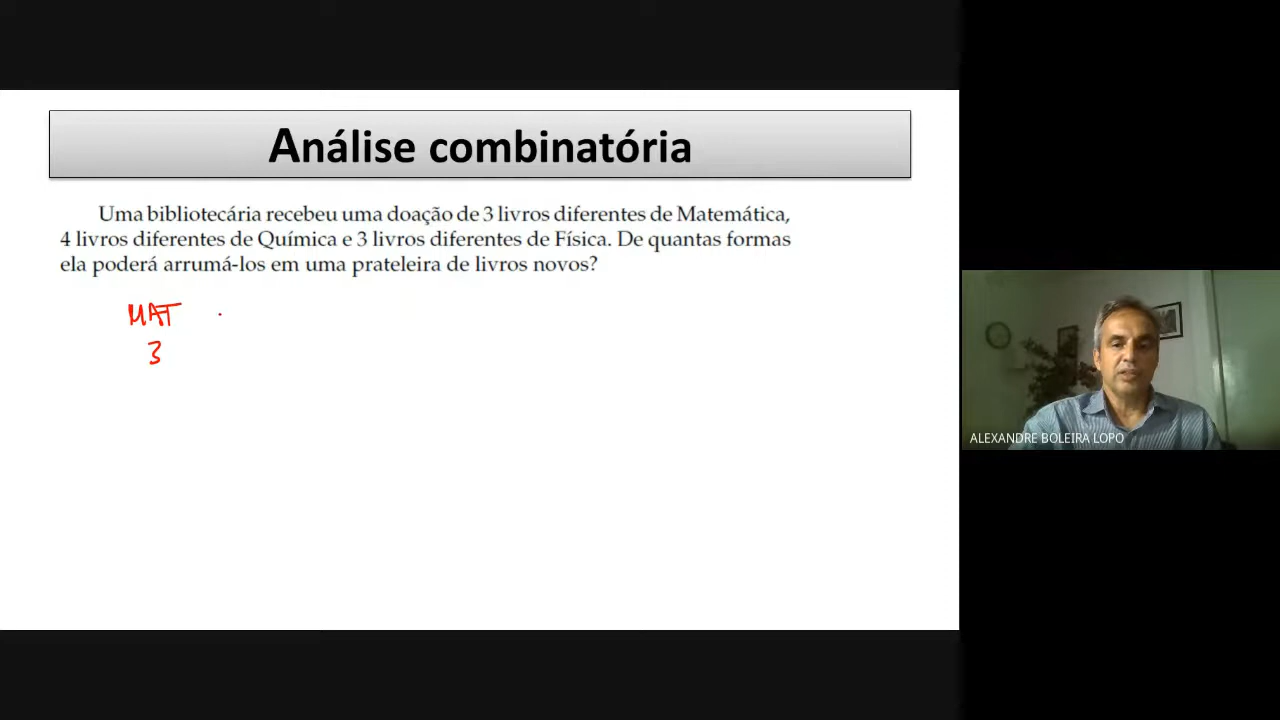 Análise combinatória
Uma bibliotecária recebeu uma doação de 3 livros diferentes de Matemática,
4 livros diferentes de Química e 3 livros diferentes de Física. De quantas formas
ela poderá arrumá-los em uma prateleira de livros novos?
MAT
3
ALEXANDRE BOLEIRA LOPO